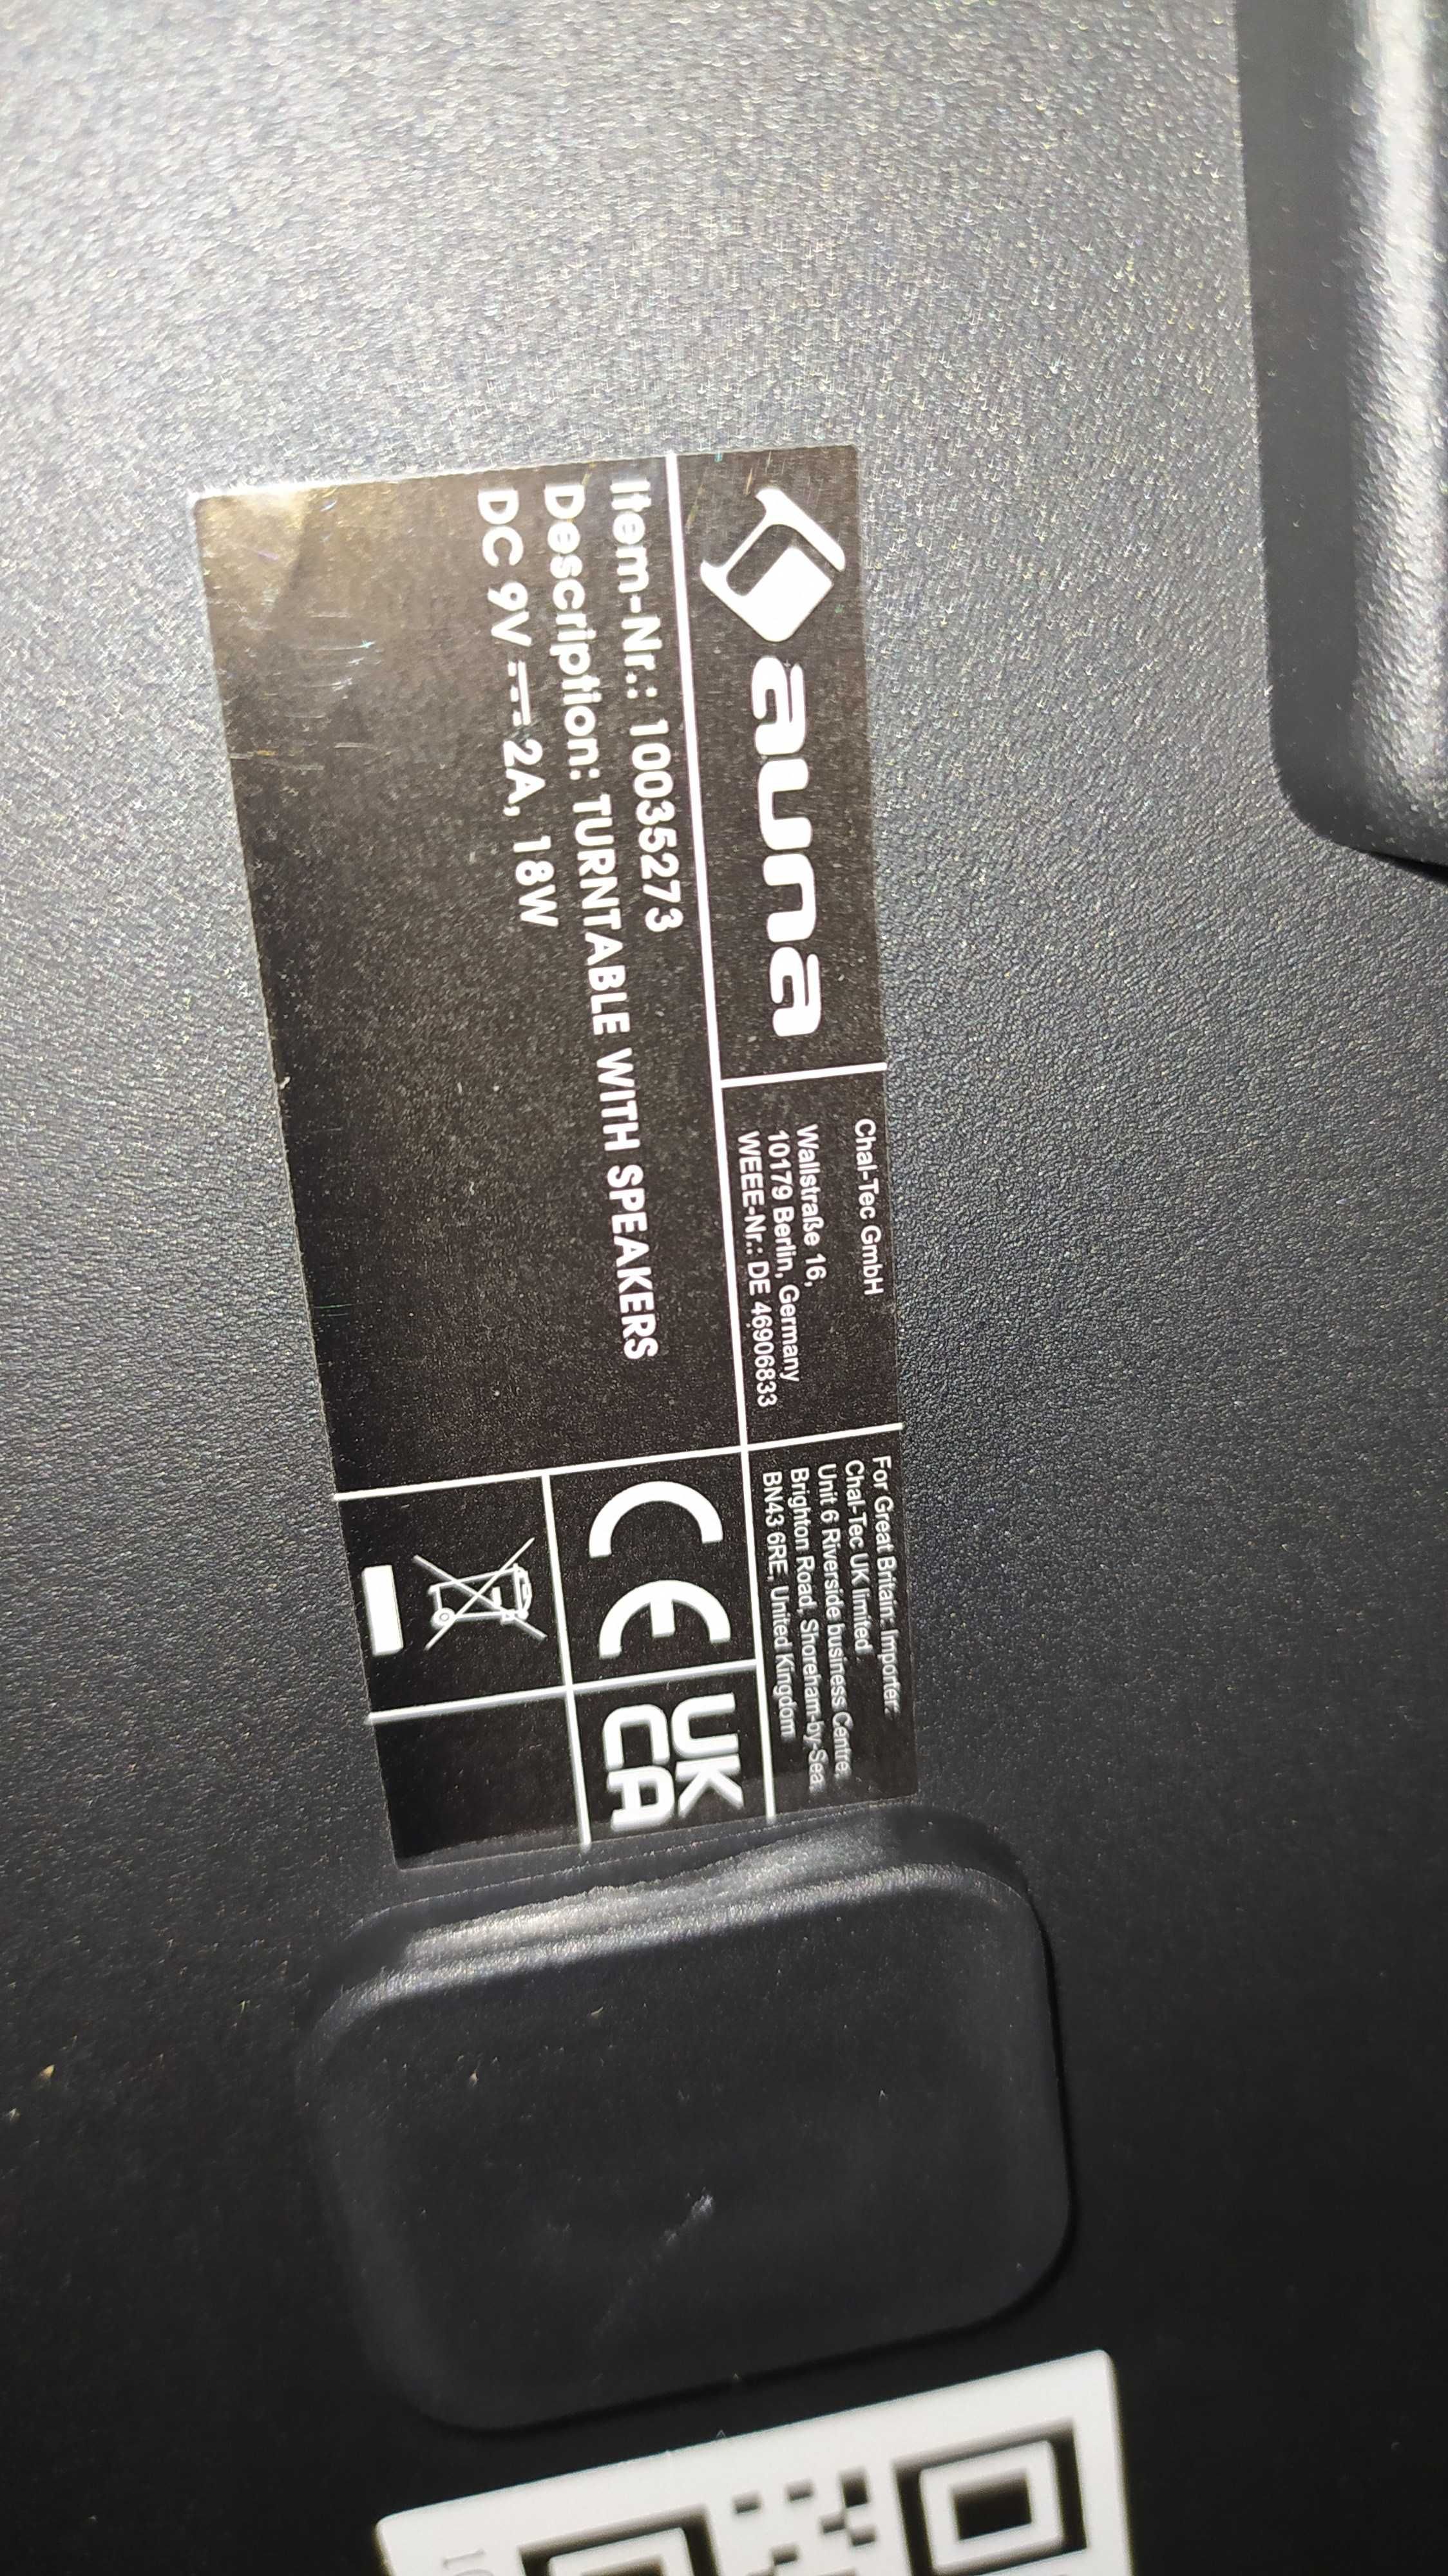 auna
Chal-Tec GmbH
Wallstraße 16,
10179 Berlin, Germany
WEEE-Nr.: DE 46906833
For Great Britain: Importer:
Chal-Tec UK limited
Unit 6 Riverside business Centre,
Brighton Road, Shoreham-by-Sea,
BN43 6RE, United Kingdom
Item-Nr.: 10035273
Description: TURNTABLE WITH SPEAKERS
DC 9V ⎓ 2A, 18W
CE
UK
CA